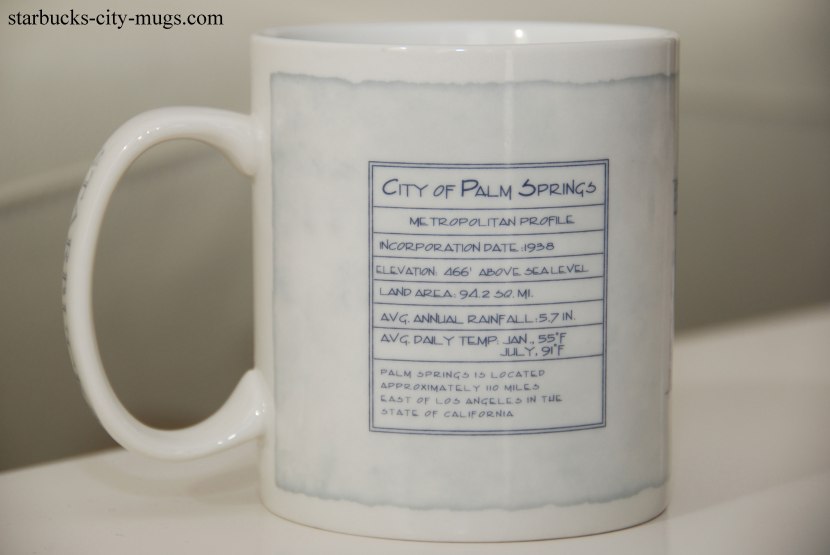 starbucks-city-mugs.com
CITY OF PALM SPRINGS
METROPOLITAN PROFILE
INCORPORATION DATE: 1938
ELEVATION: 466' ABOVE SEA LEVEL
LAND AREA: 94.2 SQ. MI.
AVG. ANNUAL RAINFALL: 5.7 IN.
AVG. DAILY TEMP: JAN., 55°F
JULY, 91°F
PALM SPRINGS IS LOCATED
APPROXIMATELY 110 MILES
EAST OF LOS ANGELES IN THE
STATE OF CALIFORNIA